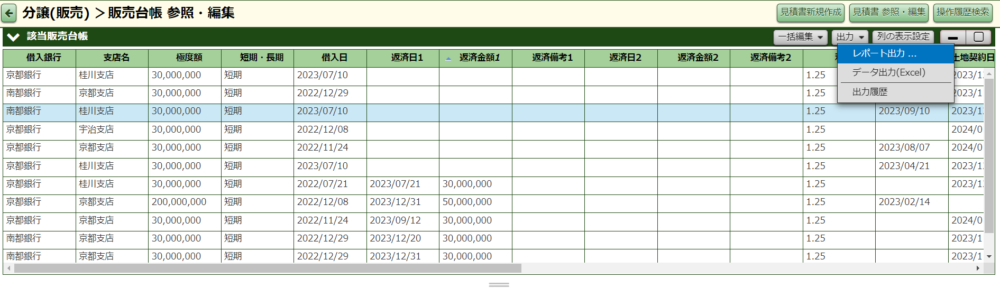 分譲(販売) ＞販売台帳 参照・編集
見積書新規作成 見積書 参照・編集 操作履歴検索
該当販売台帳
一括編集 出力 列の表示設定
レポート出力 ...
データ出力(Excel)
出力履歴
借入銀行 支店名 極度額 短期・長期 借入日 返済日1 返済金額1 返済備考1 返済日2 返済金額2 返済備考2 土地契約日
京都銀行 桂川支店 30,000,000 短期 2023/07/10 1.25 2023/1
南都銀行 京都支店 30,000,000 短期 2022/12/29 1.25 2023/1
南都銀行 桂川支店 30,000,000 短期 2023/07/10 1.25 2023/09/10 2023/1
京都銀行 宇治支店 30,000,000 短期 2022/12/08 1.25 2024/0
京都銀行 京都支店 30,000,000 短期 2022/11/24 1.25 2023/08/07 2024/0
京都銀行 桂川支店 30,000,000 短期 2023/07/10 1.25 2023/04/21 2023/1
京都銀行 桂川支店 30,000,000 短期 2022/07/21 2023/07/21 30,000,000 1.25 2023/1
京都銀行 京都支店 200,000,000 短期 2022/12/08 2023/12/31 50,000,000 1.25 2023/02/14
京都銀行 京都支店 30,000,000 短期 2022/11/24 2023/09/12 30,000,000 1.25 2024/0
南都銀行 京都支店 30,000,000 短期 2022/12/29 2023/12/20 30,000,000 1.25 2023/1
南都銀行 京都支店 30,000,000 短期 2022/12/29 2023/12/31 30,000,000 1.25 2023/1